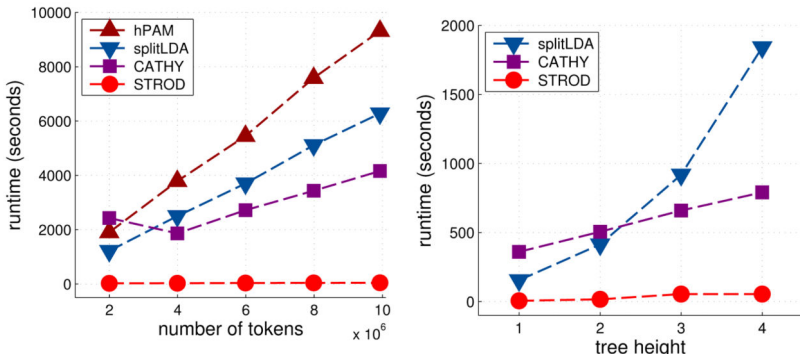 10000
8000
6000
4000
2000
0
runtime (seconds)
hPAM
splitLDA
CATHY
STROD
2 4 6 8 10
number of tokens
x 10^6
2000
1500
1000
500
0
runtime (seconds)
splitLDA
CATHY
STROD
1 2 3 4
tree height